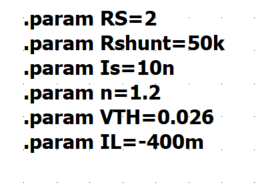 .param RS=2
.param Rshunt=50k
.param Is=10n
.param n=1.2
.param VTH=0.026
.param IL=-400m